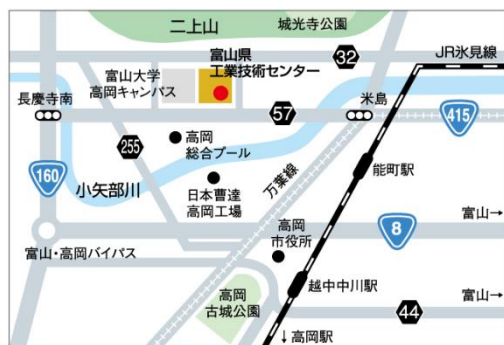 二上山
城光寺公園
富山県
工業技術センター
32
JR氷見線
富山大学
高岡キャンパス
長慶寺南
57
米島
415
255
高岡
総合プール
160
小矢部川
日本曹達
高岡工場
万葉線
能町駅
8
富山→
高岡
市役所
富山・高岡バイパス
越中中川駅
高岡
古城公園
富山→
44
↓高岡駅